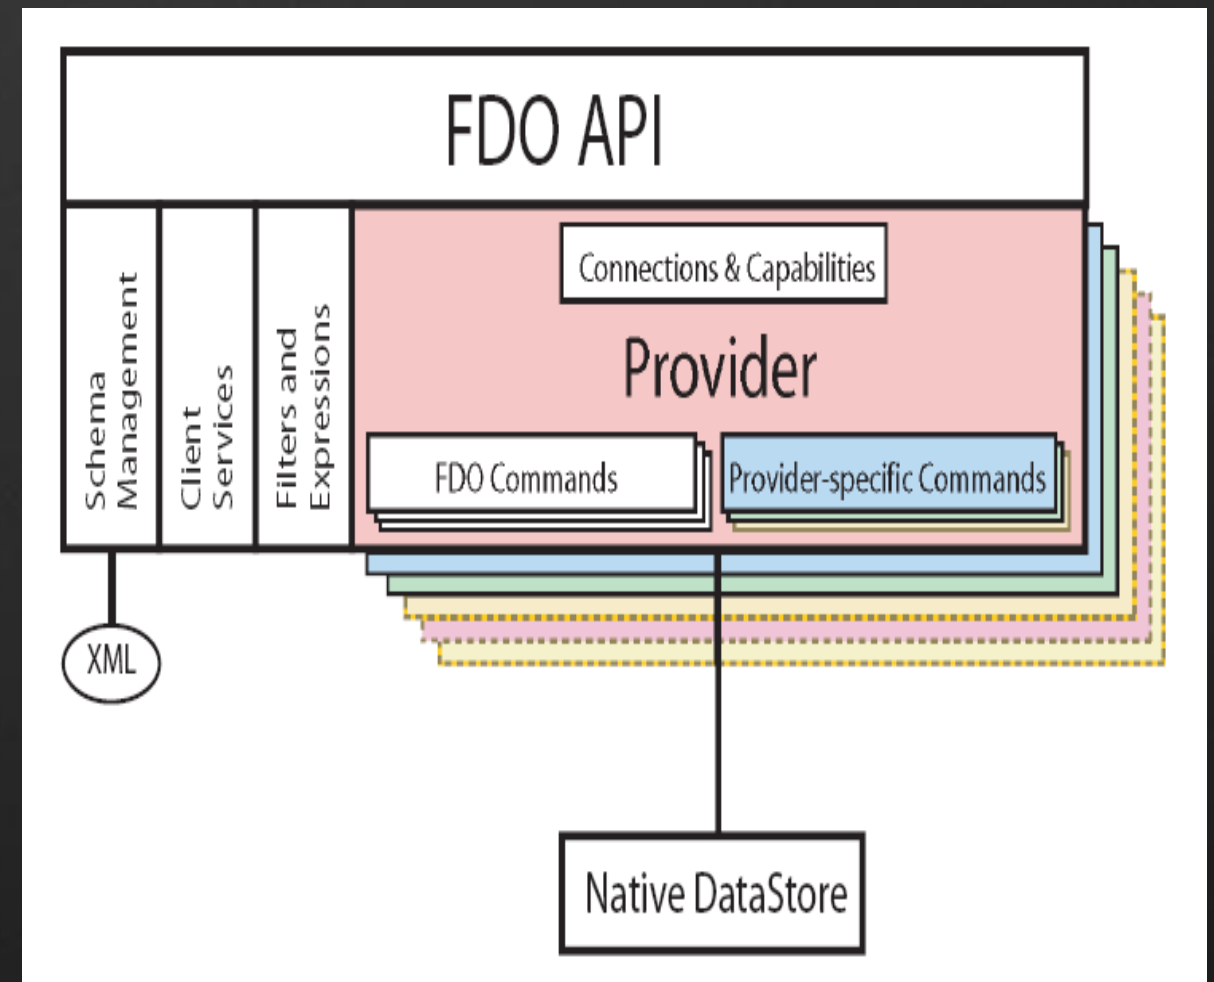 FDO API
Schema
Management
Client
Services
Filters and
Expressions
Connections & Capabilities
Provider
FDO Commands
Provider-specific Commands
XML
Native DataStore